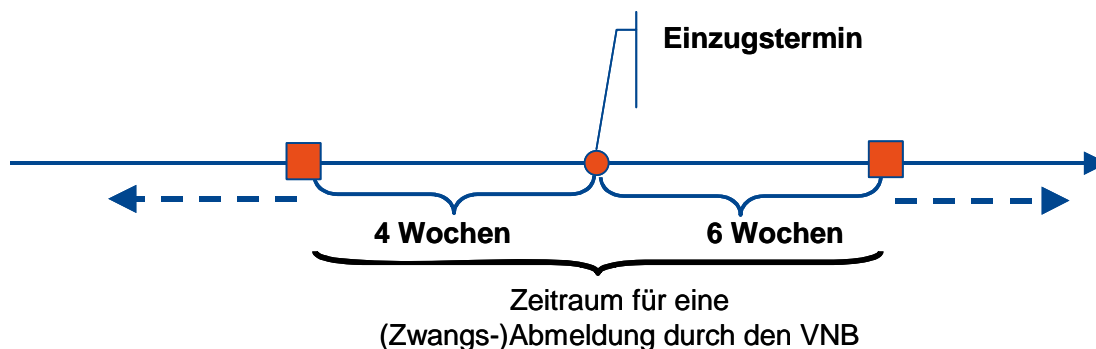 Einzugstermin
4 Wochen
6 Wochen
Zeitraum für eine
(Zwangs-)Abmeldung durch den VNB